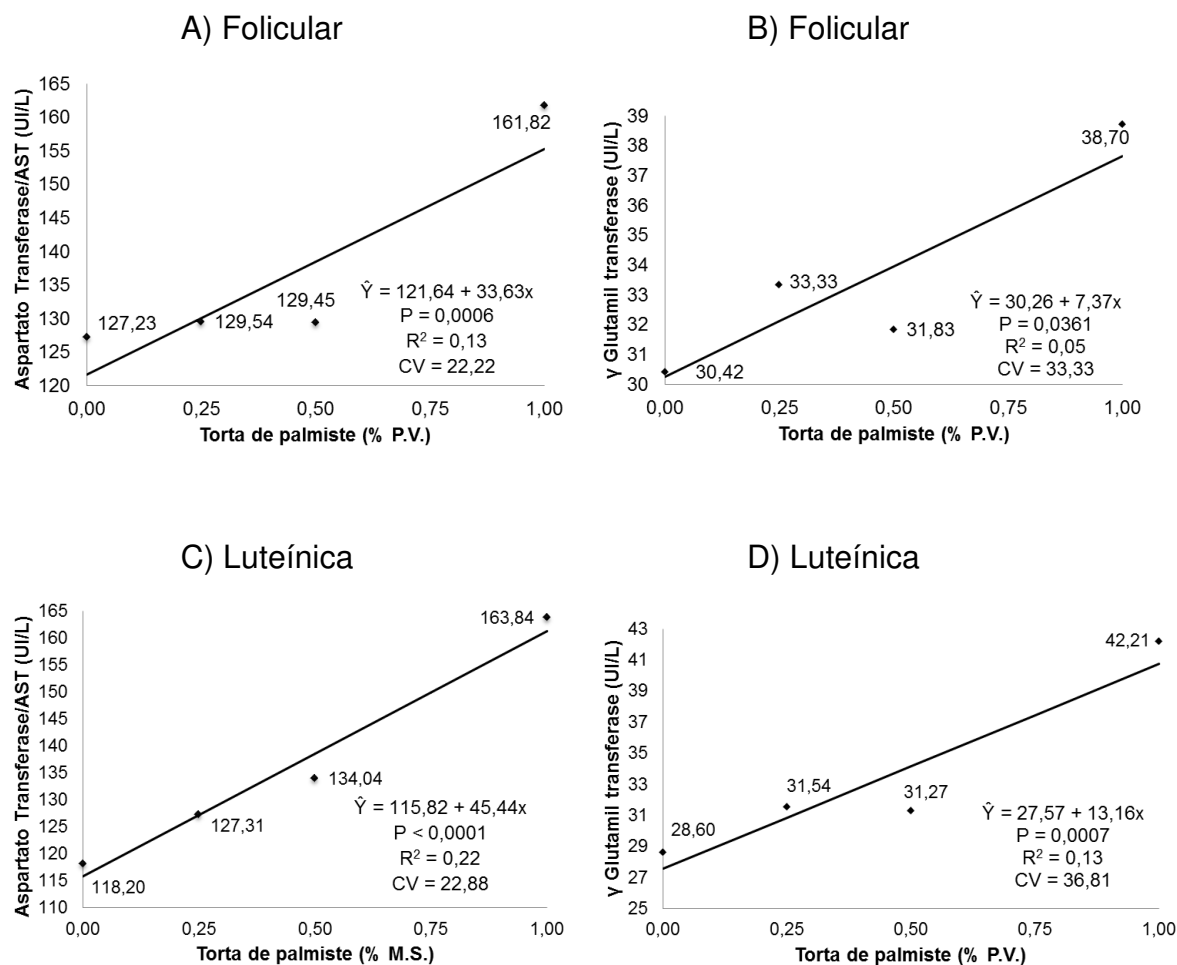 A) Folicular
Aspartato Transferase/AST (UI/L)
165
160
155
150
145
140
135
130
125
120
161,82
129,45
127,23
129,54
Ŷ = 121,64 + 33,63x
P = 0,0006
R² = 0,13
CV = 22,22
0,00 0,25 0,50 0,75 1,00
Torta de palmiste (% P.V.)
B) Folicular
γ Glutamil transferase (UI/L)
39
38
37
36
35
34
33
32
31
30
38,70
33,33
31,83
30,42
Ŷ = 30,26 + 7,37x
P = 0,0361
R² = 0,05
CV = 33,33
0,00 0,25 0,50 0,75 1,00
Torta de palmiste (% P.V.)
C) Luteínica
Aspartato Transferase/AST (UI/L)
165
160
155
150
145
140
135
130
125
120
115
110
163,84
134,04
127,31
118,20
Ŷ = 115,82 + 45,44x
P < 0,0001
R² = 0,22
CV = 22,88
0,00 0,25 0,50 0,75 1,00
Torta de palmiste (% M.S.)
D) Luteínica
γ Glutamil transferase (UI/L)
43
41
39
37
35
33
31
29
27
25
42,21
31,54
31,27
28,60
Ŷ = 27,57 + 13,16x
P = 0,0007
R² = 0,13
CV = 36,81
0,00 0,25 0,50 0,75 1,00
Torta de palmiste (% P.V.)